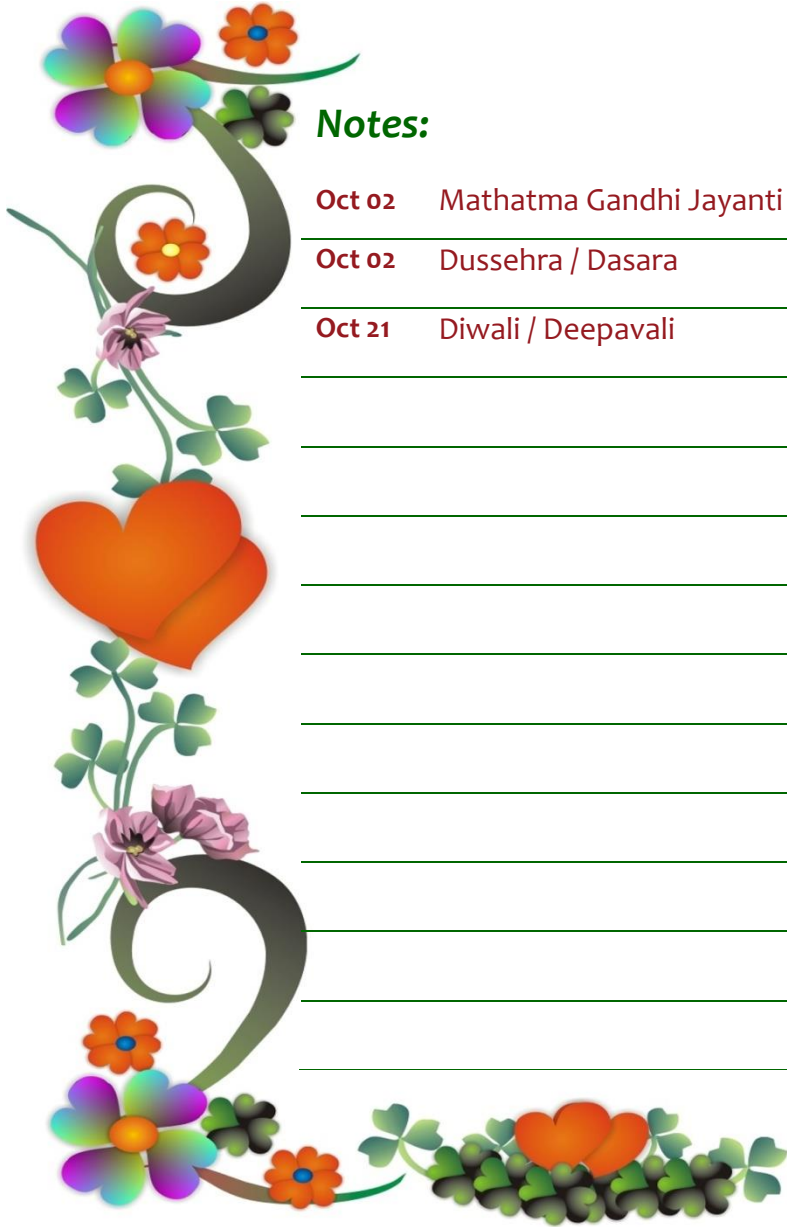 Notes:
Oct 02 Mathatma Gandhi Jayanti
Oct 02 Dussehra / Dasara
Oct 21 Diwali / Deepavali